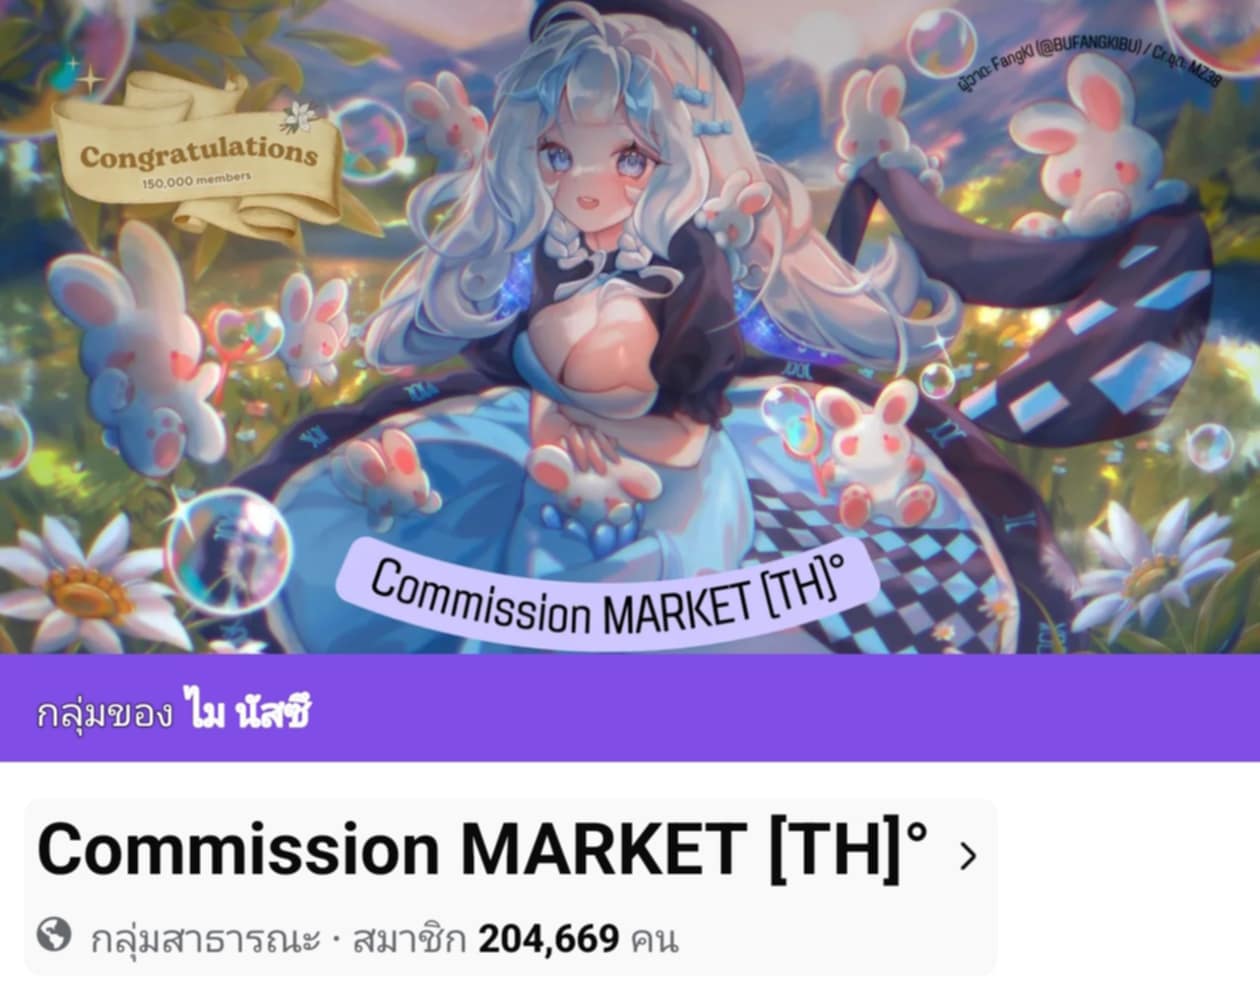 Congratulations
150,000 members
ผู้วาด: FangKI (@BUFANGKIBU) / Cr.ชุด: MZ38
Commission MARKET [TH]°
กลุ่มของ ไม นัสซึ
Commission MARKET [TH]° >
กลุ่มสาธารณะ · สมาชิก 204,669 คน